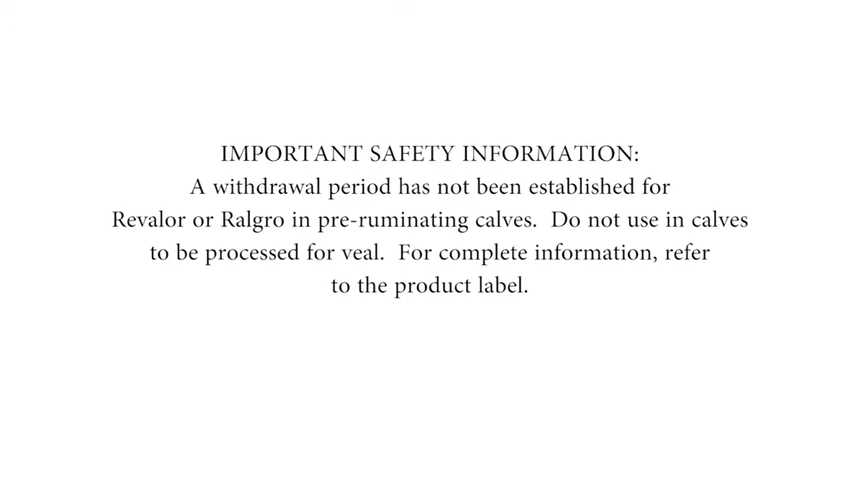 IMPORTANT SAFETY INFORMATION:
A withdrawal period has not been established for
Revalor or Ralgro in pre-ruminating calves.  Do not use in calves
to be processed for veal.  For complete information, refer
to the product label.